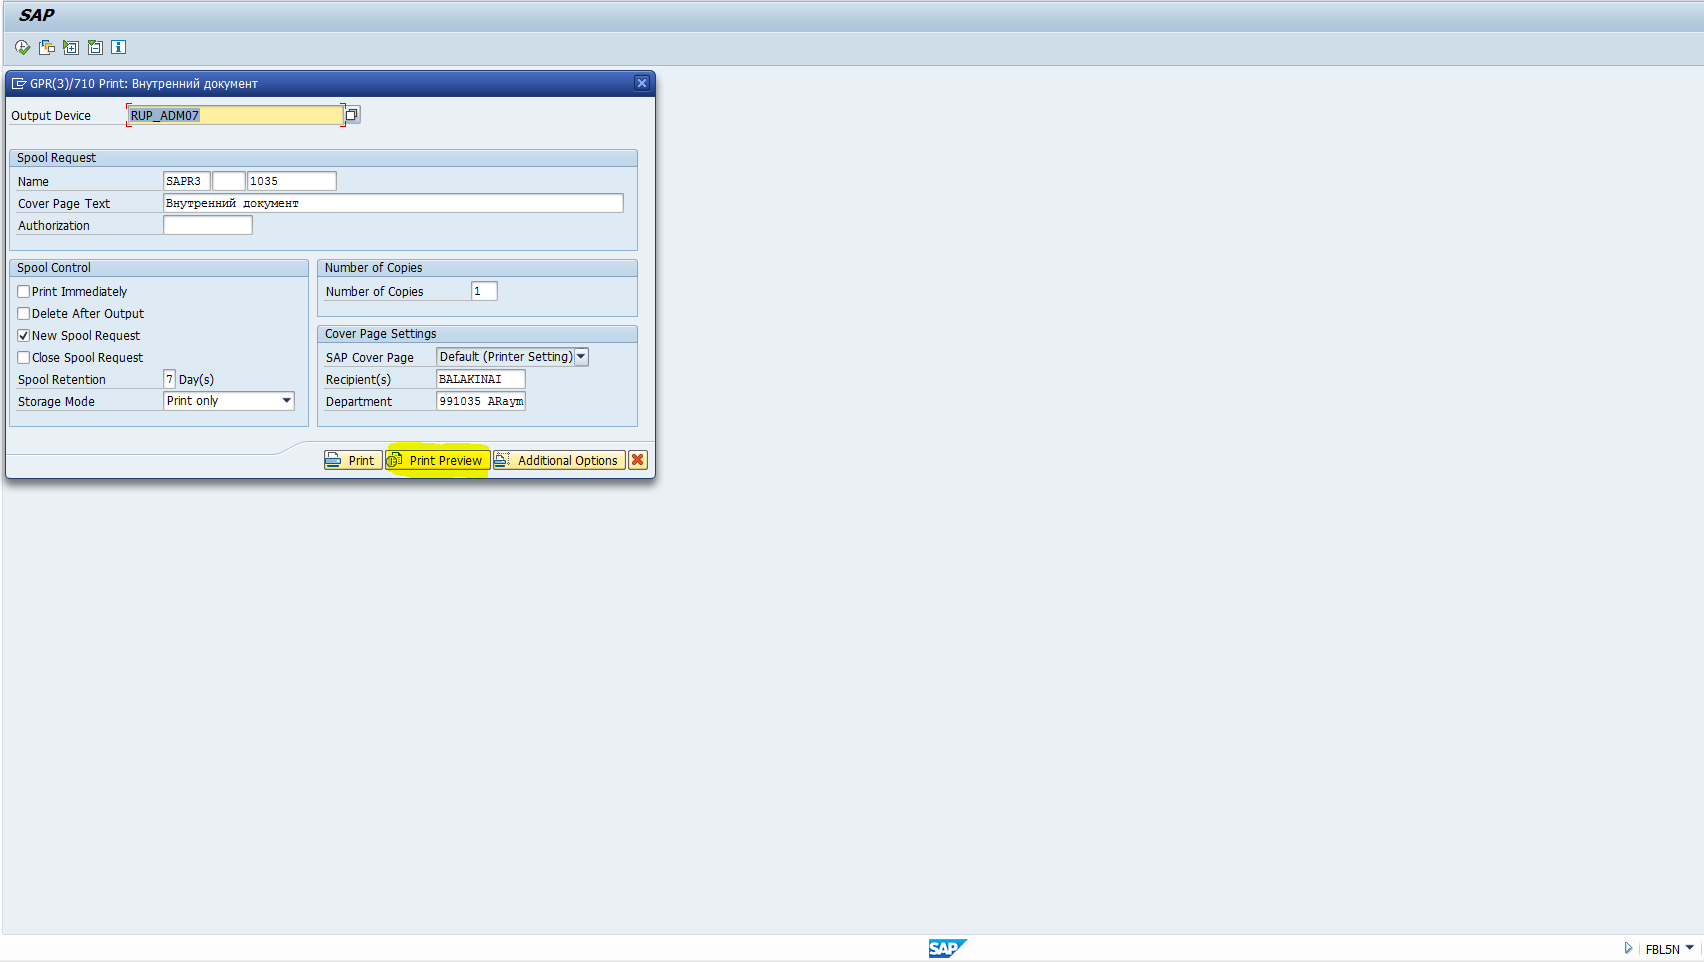 SAP
GPR(3)/710 Print: Внутренний документ
Output Device RUP_ADM07
Spool Request
Name SAPR3 1035
Cover Page Text Внутренний документ
Authorization
Spool Control
Print Immediately
Delete After Output
New Spool Request
Close Spool Request
Spool Retention 7 Day(s)
Storage Mode Print only
Number of Copies
Number of Copies 1
Cover Page Settings
SAP Cover Page Default (Printer Setting)
Recipient(s) BALAKINAI
Department 991035 ARaym
Print Print Preview Additional Options
SAP
FBL5N